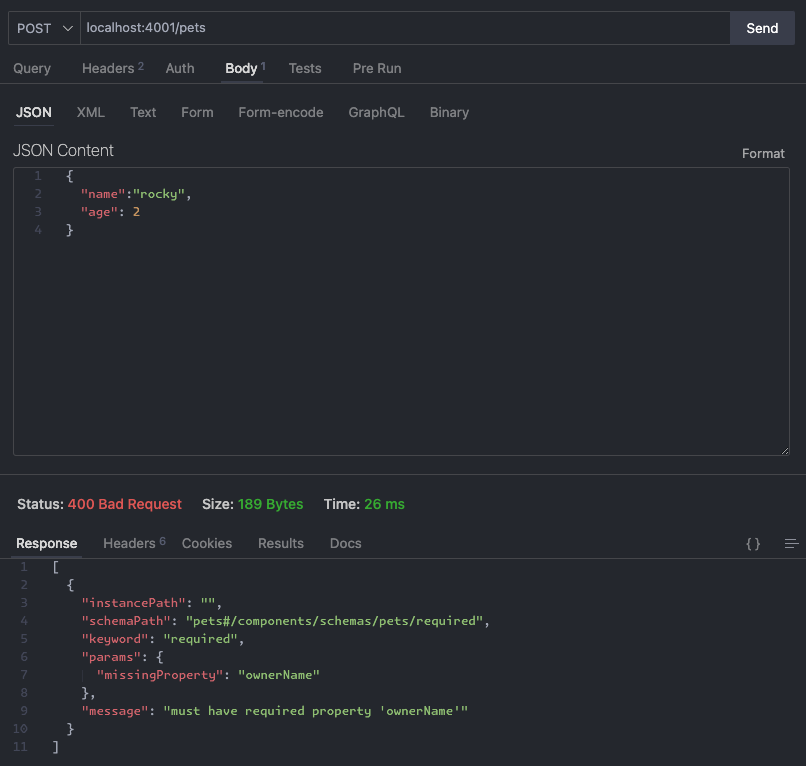 POST localhost:4001/pets Send
Query Headers 2 Auth Body 1 Tests Pre Run
JSON XML Text Form Form-encode GraphQL Binary
JSON Content
Format
1 {
2 "name":"rocky",
3 "age": 2
4 }
Status: 400 Bad Request Size: 189 Bytes Time: 26 ms
Response Headers 6 Cookies Results Docs {}
1 [
2 {
3 "instancePath": "",
4 "schemaPath": "pets#/components/schemas/pets/required",
5 "keyword": "required",
6 "params": {
7 "missingProperty": "ownerName"
8 },
9 "message": "must have required property 'ownerName'"
10 }
11 ]